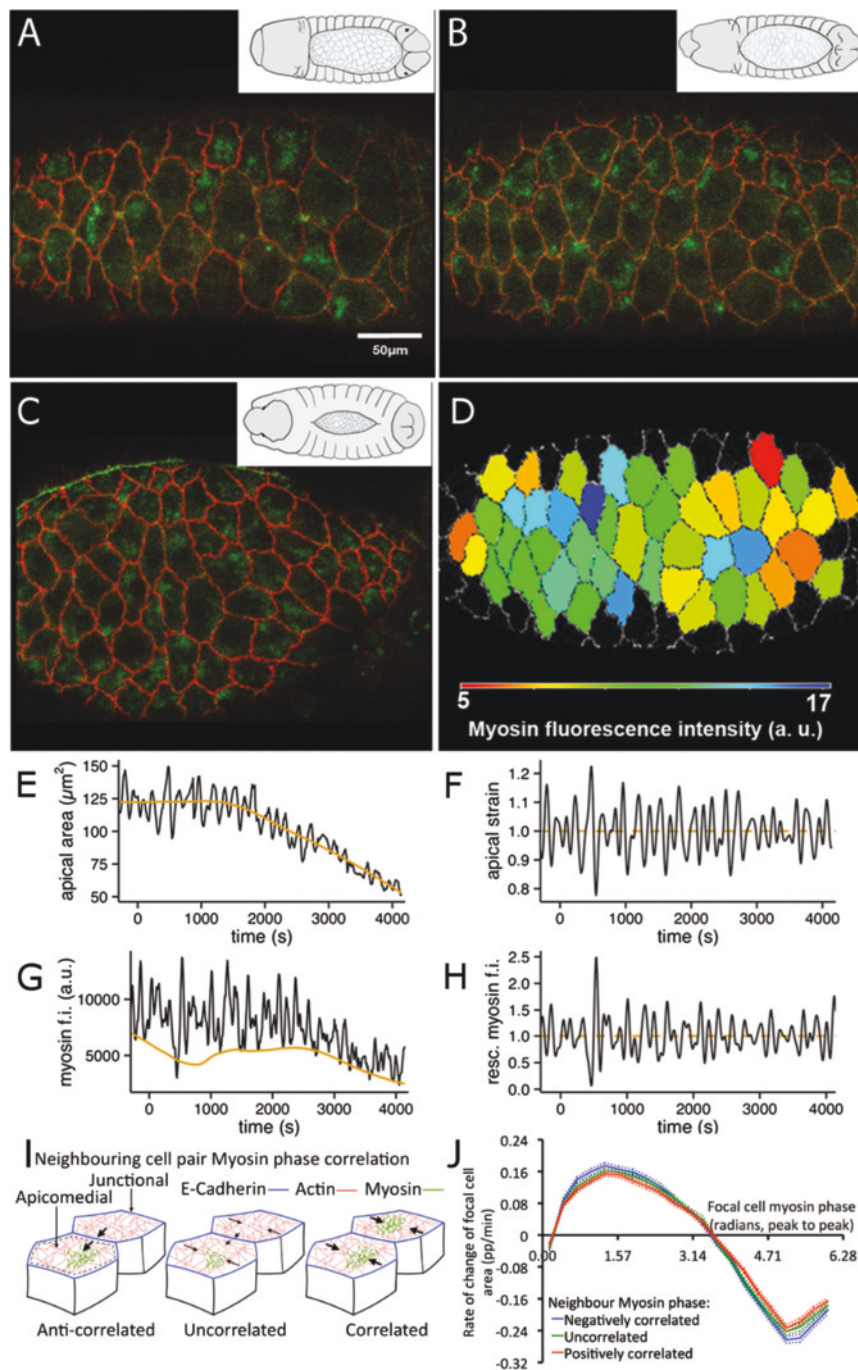 A
B
50µm
C
D
5
17
Myosin fluorescence intensity (a. u.)
E
apical area (µm²)
150
125
100
75
50
0
1000
2000
3000
4000
time (s)
F
apical strain
1.2
1.1
1.0
0.9
0.8
0
1000
2000
3000
4000
time (s)
G
myosin f.i. (a.u.)
10000
5000
0
1000
2000
3000
4000
time (s)
H
resc. myosin f.i.
2.5
2.0
1.5
1.0
0.5
0.0
0
1000
2000
3000
4000
time (s)
I
Neighbouring cell pair Myosin phase correlation
Junctional
Apicomedial
E-Cadherin
Actin
Myosin
Anti-correlated
Uncorrelated
Correlated
J
Rate of change of focal cell
area (pp/min)
0.24
0.16
0.08
0
-0.08
-0.16
-0.24
-0.32
Focal cell myosin phase
(radians, peak to peak)
0.00
1.57
3.14
4.71
6.28
Neighbour Myosin phase:
Negatively correlated
Uncorrelated
Positively correlated